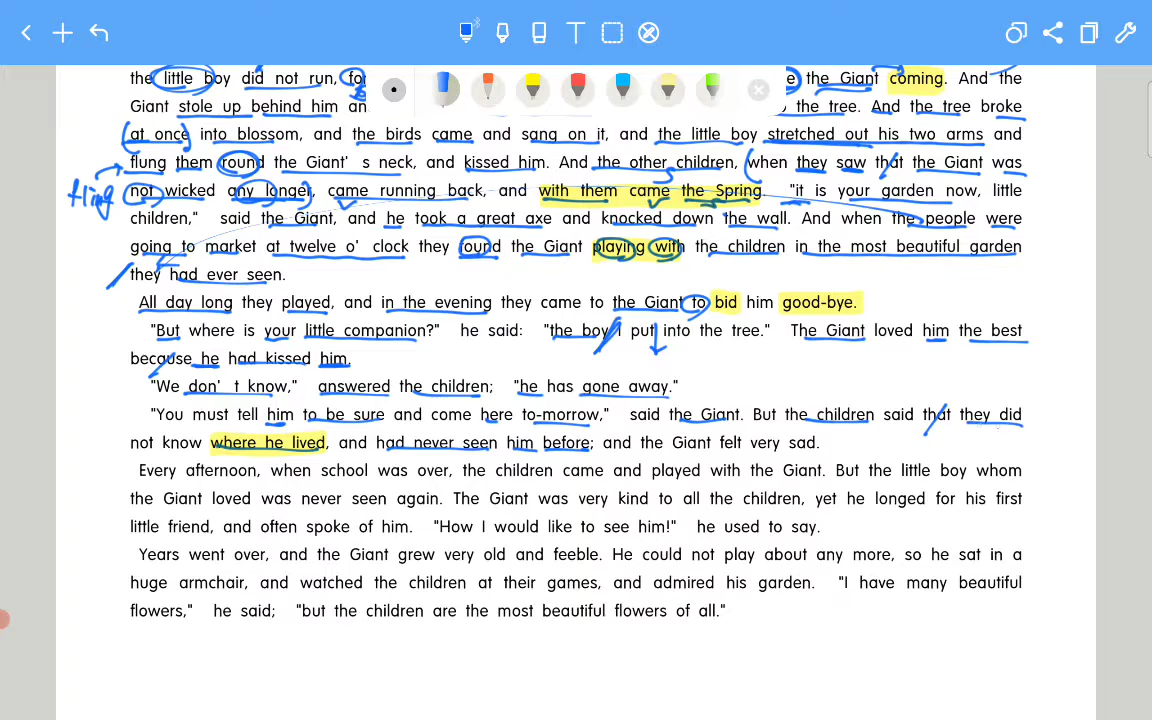 the little boy did not run, for the Giant coming. And the
Giant stole up behind him the tree. And the tree broke
at once into blossom, and the birds came and sang on it, and the little boy stretched out his two arms and
flung them round the Giant' s neck, and kissed him. And the other children, when they saw that the Giant was
fling not wicked any longer, came running back, and with them came the Spring. "it is your garden now, little
children," said the Giant, and he took a great axe and knocked down the wall. And when the people were
going to market at twelve o' clock they found the Giant playing with the children in the most beautiful garden
they had ever seen.
All day long they played, and in the evening they came to the Giant to bid him good-bye.
"But where is your little companion?" he said: "the boy I put into the tree." The Giant loved him the best
because he had kissed him.
"We don' t know," answered the children; "he has gone away."
"You must tell him to be sure and come here to-morrow," said the Giant. But the children said that they did
not know where he lived, and had never seen him before; and the Giant felt very sad.
Every afternoon, when school was over, the children came and played with the Giant. But the little boy whom
the Giant loved was never seen again. The Giant was very kind to all the children, yet he longed for his first
little friend, and often spoke of him. "How I would like to see him!" he used to say.
Years went over, and the Giant grew very old and feeble. He could not play about any more, so he sat in a
huge armchair, and watched the children at their games, and admired his garden. "I have many beautiful
flowers," he said; "but the children are the most beautiful flowers of all."